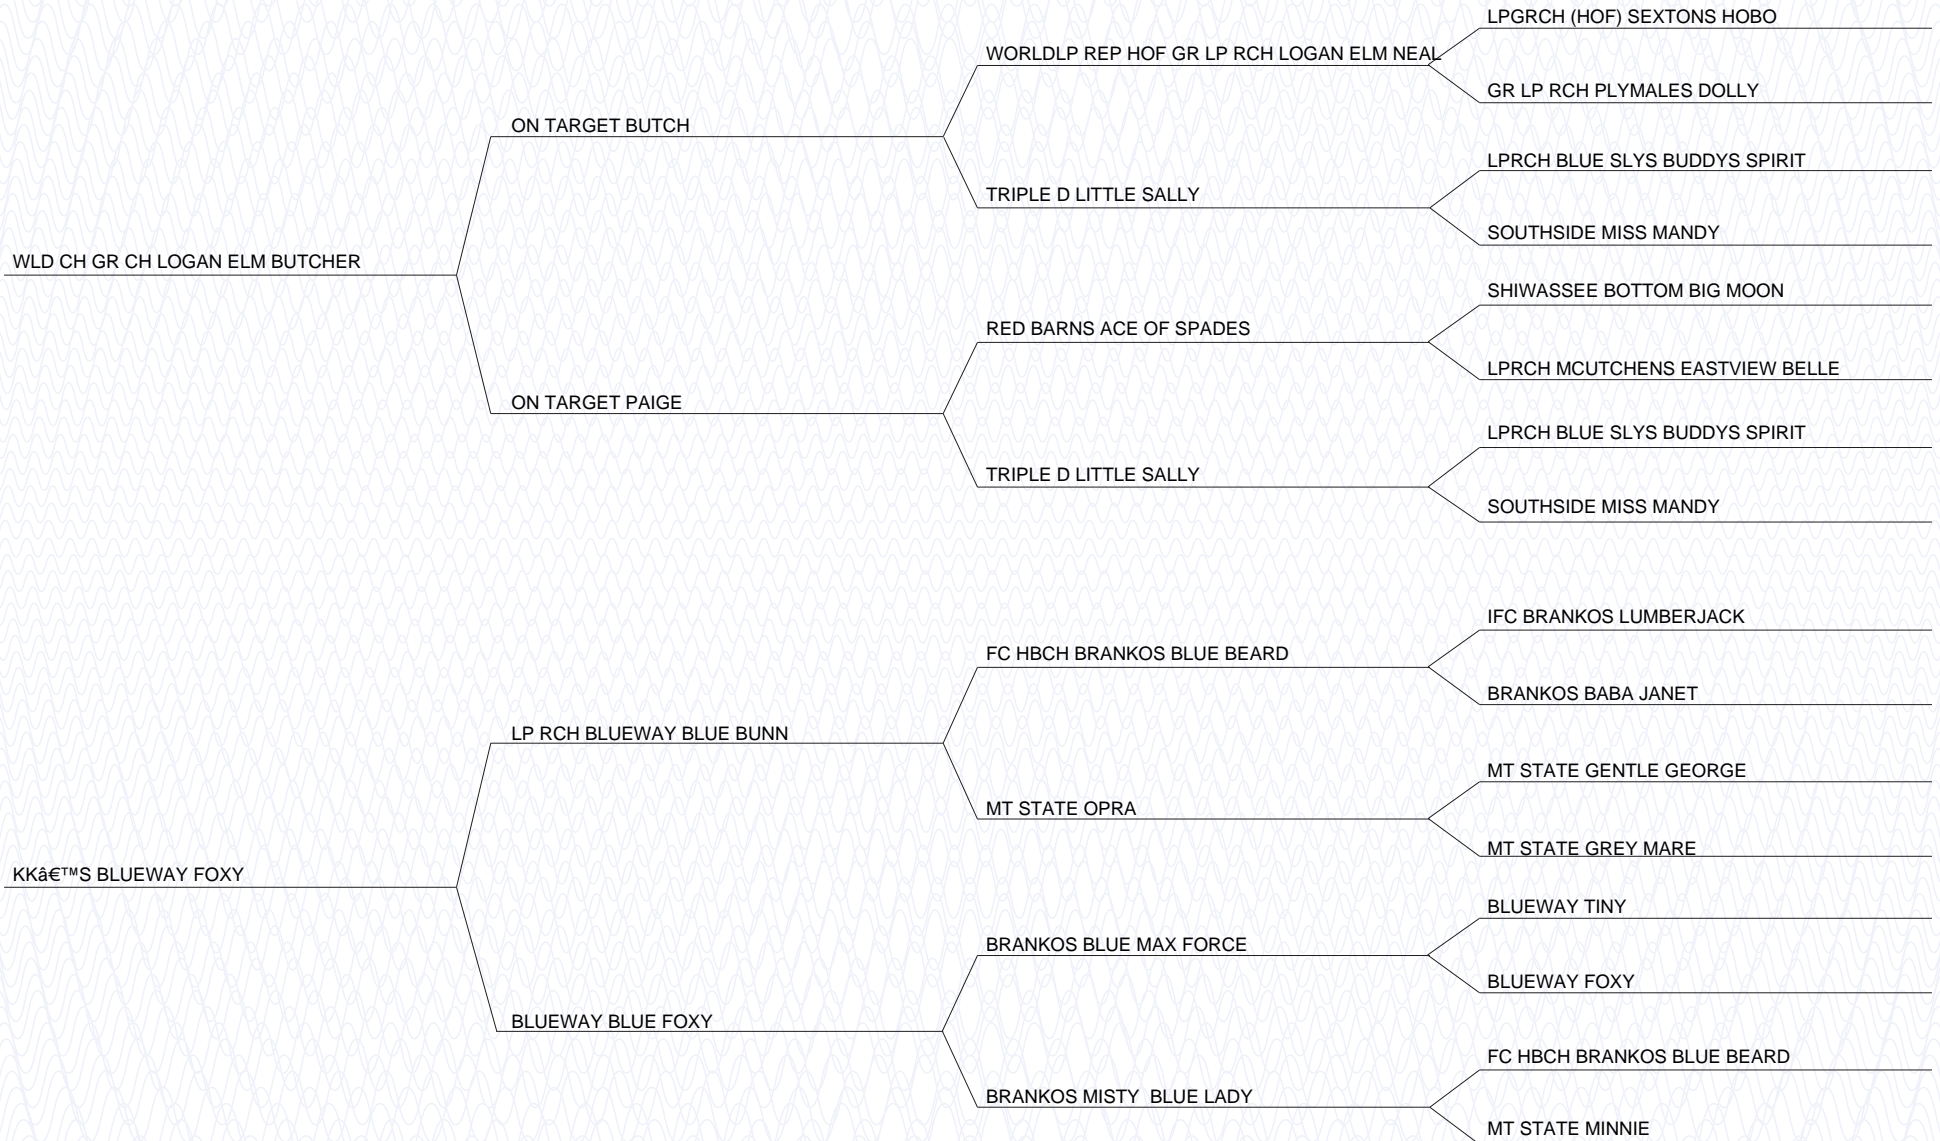 LPGRCH (HOF) SEXTONS HOBO
WORLDLP REP HOF GR LP RCH LOGAN ELM NEAL
GR LP RCH PLYMALES DOLLY
ON TARGET BUTCH
LPRCH BLUE SLYS BUDDYS SPIRIT
TRIPLE D LITTLE SALLY
SOUTHSIDE MISS MANDY
WLD CH GR CH LOGAN ELM BUTCHER
SHIWASSEE BOTTOM BIG MOON
RED BARNS ACE OF SPADES
LPRCH MCUTCHENS EASTVIEW BELLE
ON TARGET PAIGE
LPRCH BLUE SLYS BUDDYS SPIRIT
TRIPLE D LITTLE SALLY
SOUTHSIDE MISS MANDY
IFC BRANKOS LUMBERJACK
FC HBCH BRANKOS BLUE BEARD
BRANKOS BABA JANET
LP RCH BLUEWAY BLUE BUNN
MT STATE GENTLE GEORGE
MT STATE OPRA
MT STATE GREY MARE
KKâ€™S BLUEWAY FOXY
BLUEWAY TINY
BRANKOS BLUE MAX FORCE
BLUEWAY FOXY
BLUEWAY BLUE FOXY
FC HBCH BRANKOS BLUE BEARD
BRANKOS MISTY  BLUE LADY
MT STATE MINNIE